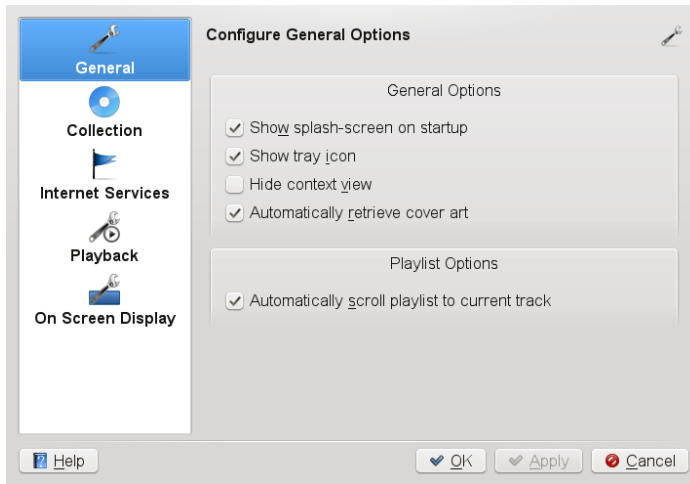 General
Collection
Internet Services
Playback
On Screen Display
Configure General Options
General Options
Show splash-screen on startup
Show tray icon
Hide context view
Automatically retrieve cover art
Playlist Options
Automatically scroll playlist to current track
Help
OK
Apply
Cancel